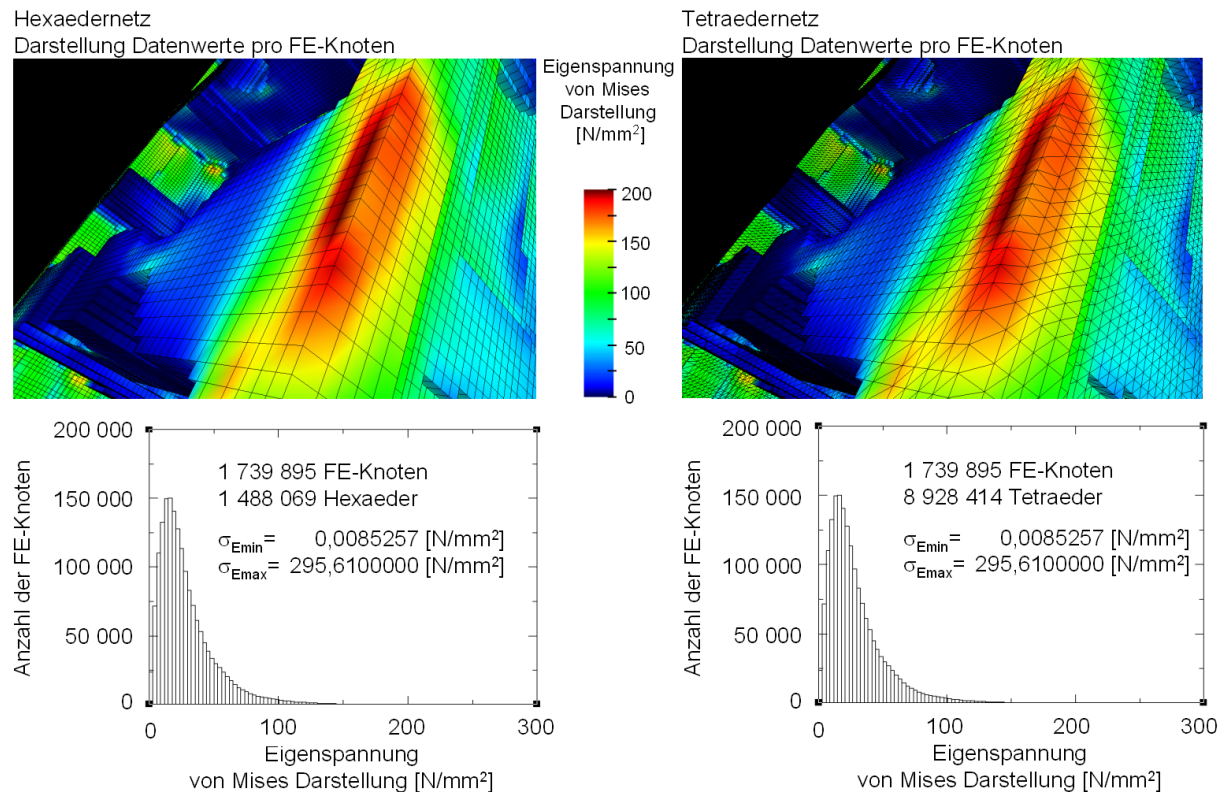 Hexaedernetz
Darstellung Datenwerte pro FE-Knoten
Tetraedernetz
Darstellung Datenwerte pro FE-Knoten
Eigenspannung
von Mises
Darstellung
[N/mm²]
200
150
100
50
0
200 000
150 000
100 000
50 000
0
Anzahl der FE-Knoten
1 739 895 FE-Knoten
1 488 069 Hexaeder
σEmin= 0,0085257 [N/mm²]
σEmax= 295,6100000 [N/mm²]
0
100
200
300
Eigenspannung
von Mises Darstellung [N/mm²]
200 000
150 000
100 000
50 000
0
Anzahl der FE-Knoten
1 739 895 FE-Knoten
8 928 414 Tetraeder
σEmin= 0,0085257 [N/mm²]
σEmax= 295,6100000 [N/mm²]
0
100
200
300
Eigenspannung
von Mises Darstellung [N/mm²]